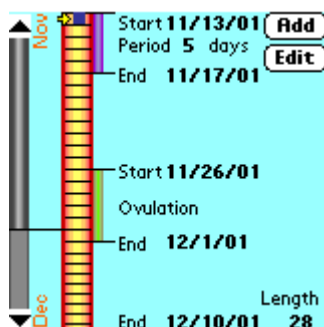 Nov
Start 11/13/01 Add
Period 5 days
Edit
End 11/17/01
Start 11/26/01
Ovulation
End 12/1/01
Dec
Length
End 12/10/01 28